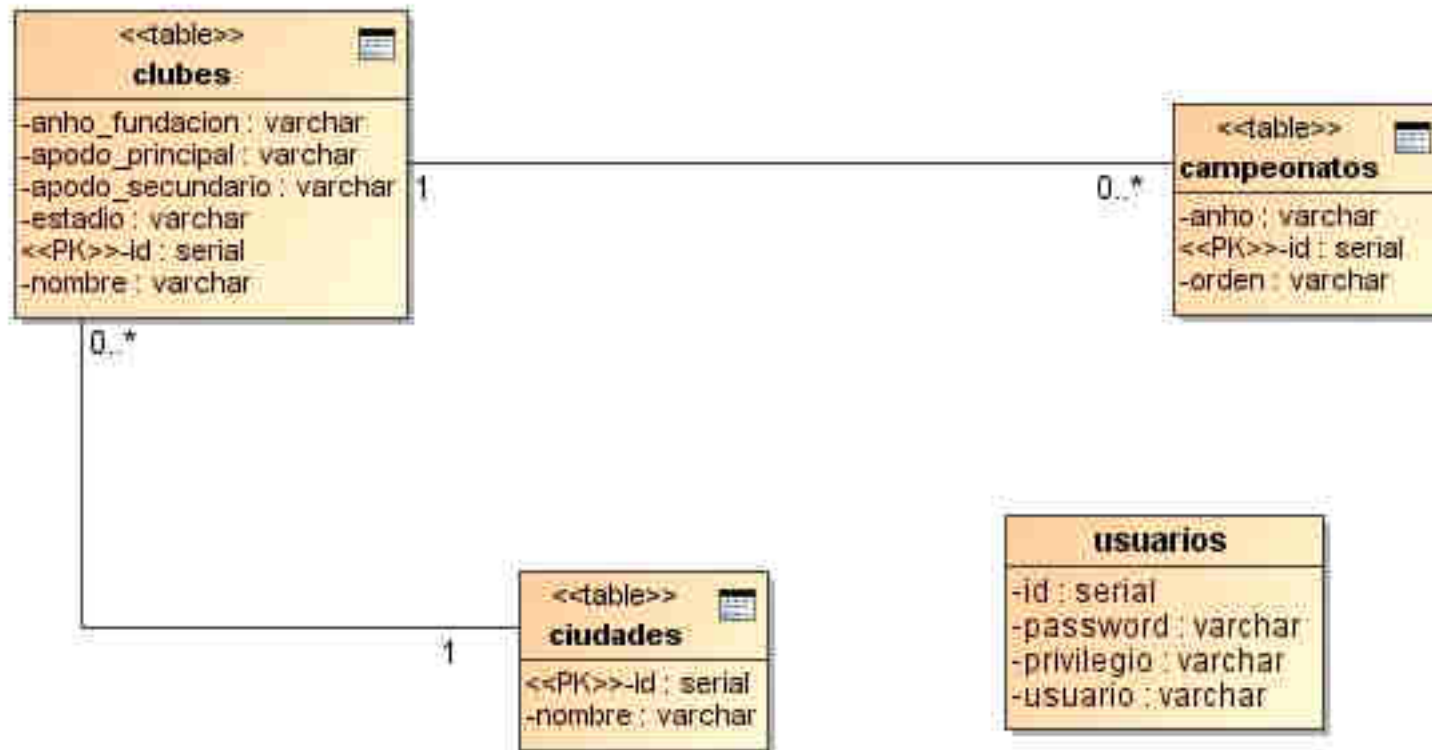 <<table>>
clubes
-anho_fundacion : varchar
-apodo_principal : varchar
-apodo_secundario : varchar
-estadio : varchar
<<PK>>-id : serial
-nombre : varchar
1
0..*
<<table>>
campeonatos
-anho : varchar
<<PK>>-id : serial
-orden : varchar
0..*
1
<<table>>
ciudades
<<PK>>-id : serial
-nombre : varchar
usuarios
-id : serial
-password : varchar
-privilegio : varchar
-usuario : varchar